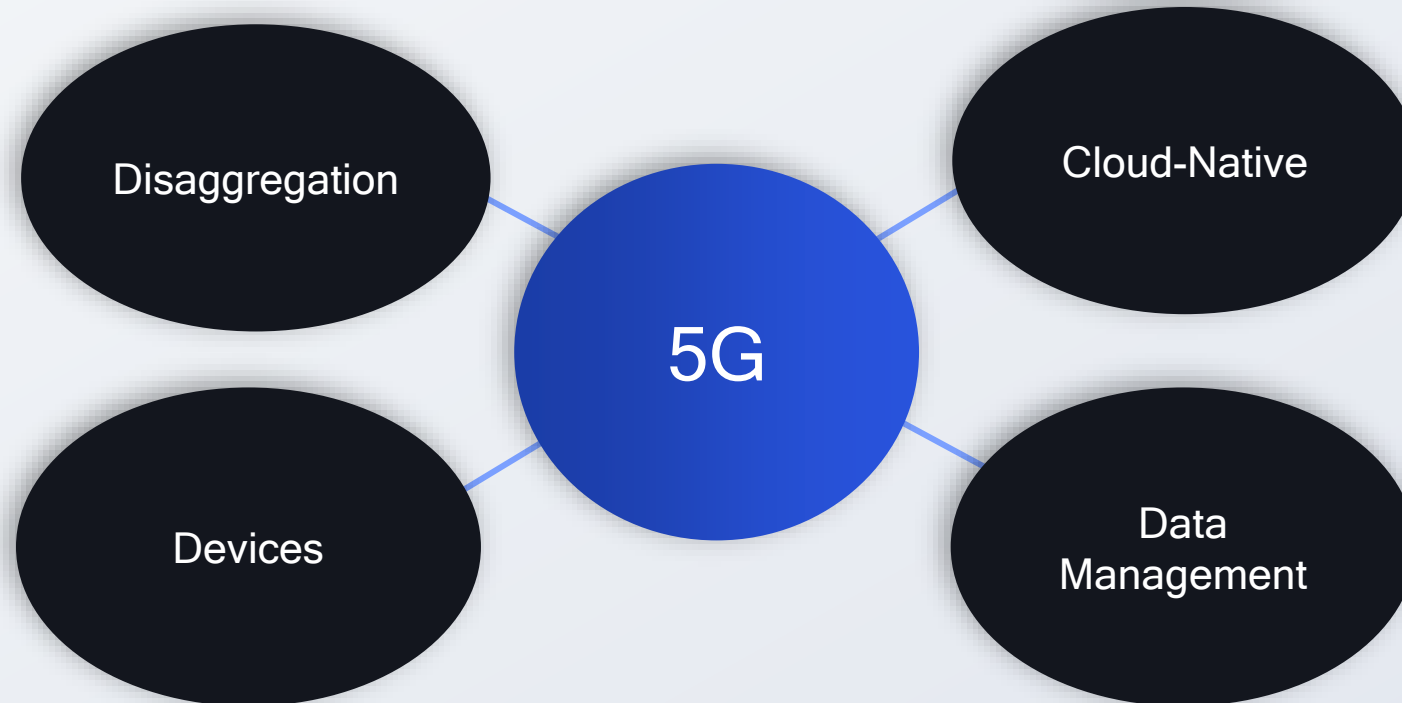 Disaggregation
Cloud-Native
5G
Devices
Data
Management